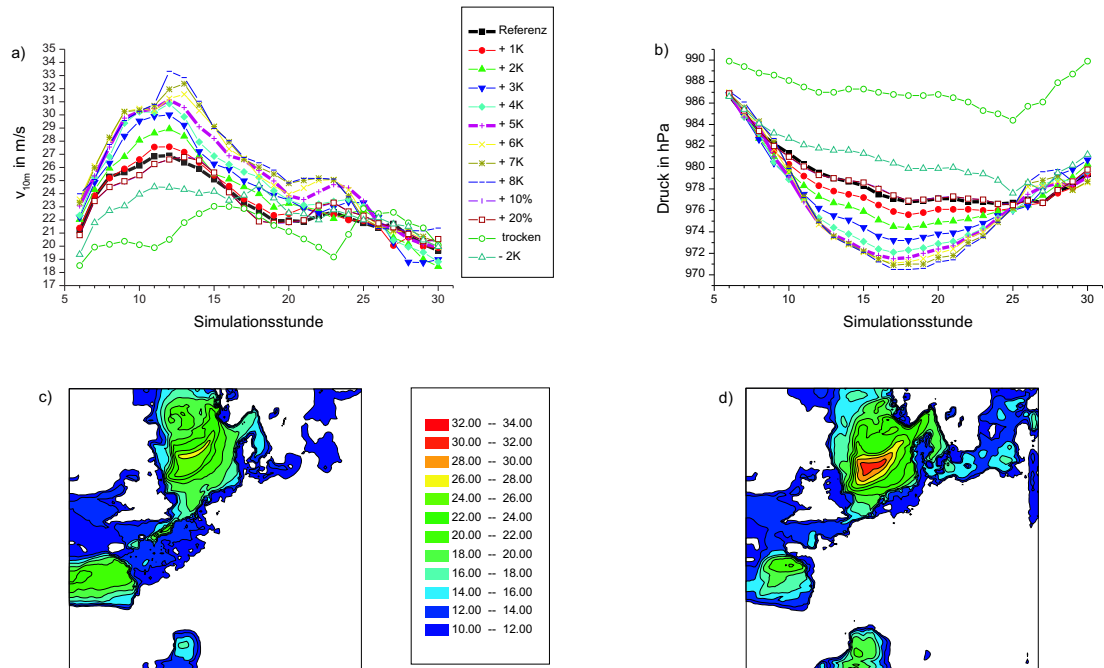 a)
v10m in m/s
35
34
33
32
31
30
29
28
27
26
25
24
23
22
21
20
19
18
17
5 10 15 20 25 30
Simulationsstunde
Referenz
+ 1K
+ 2K
+ 3K
+ 4K
+ 5K
+ 6K
+ 7K
+ 8K
+ 10%
+ 20%
trocken
- 2K
b)
Druck in hPa
990
988
986
984
982
980
978
976
974
972
970
5 10 15 20 25 30
Simulationsstunde
c)
32.00 -- 34.00
30.00 -- 32.00
28.00 -- 30.00
26.00 -- 28.00
24.00 -- 26.00
22.00 -- 24.00
20.00 -- 22.00
18.00 -- 20.00
16.00 -- 18.00
14.00 -- 16.00
12.00 -- 14.00
10.00 -- 12.00
d)